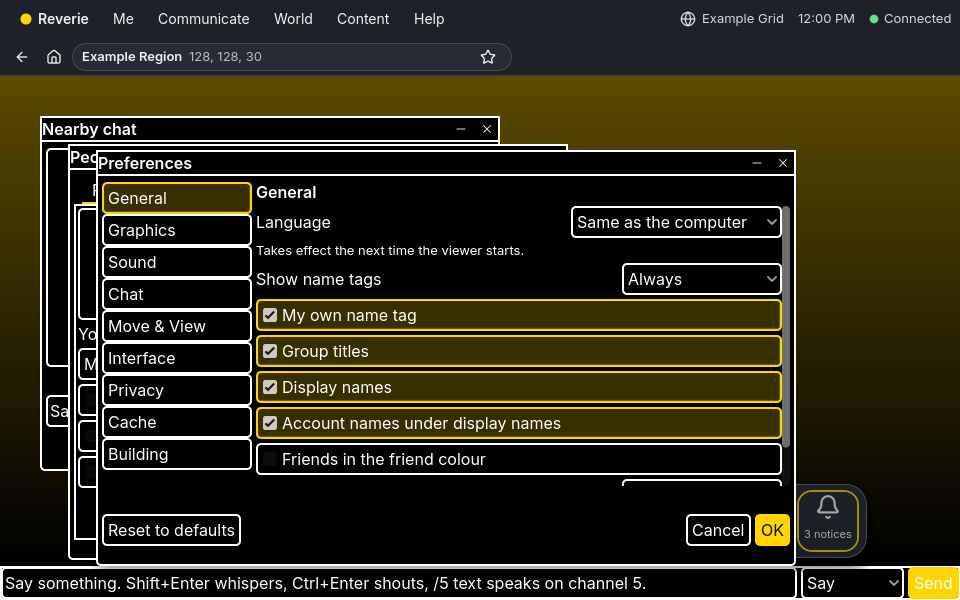 Reverie Me Communicate World Content Help Example Grid 12:00 PM Connected
Example Region 128, 128, 30
Nearby chat
Preferences
General
Graphics
Sound
Chat
Move & View
Interface
Privacy
Cache
Building
General
Language Same as the computer
Takes effect the next time the viewer starts.
Show name tags Always
My own name tag
Group titles
Display names
Account names under display names
Friends in the friend colour
Reset to defaults Cancel OK
3 notices
Say something. Shift+Enter whispers, Ctrl+Enter shouts, /5 text speaks on channel 5. Say Send